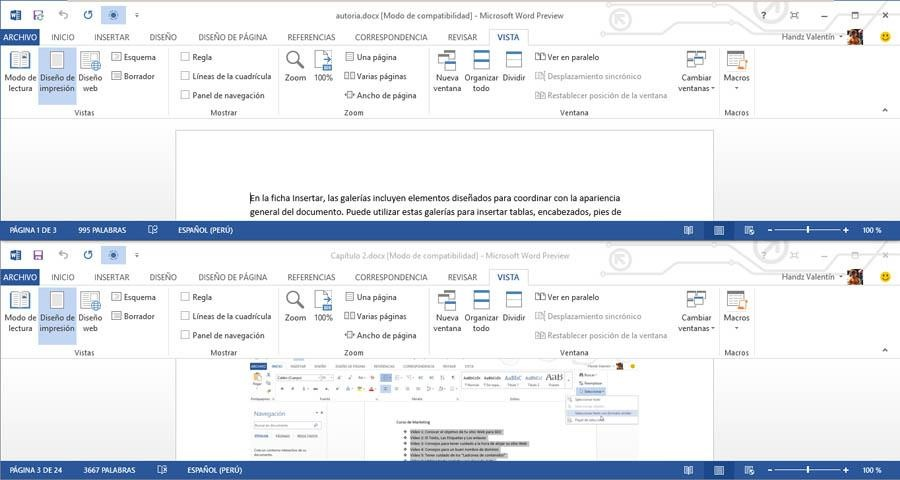 autoria.docx [Modo de compatibilidad] - Microsoft Word Preview
ARCHIVO INICIO INSERTAR DISEÑO DISEÑO DE PÁGINA REFERENCIAS CORRESPONDENCIA REVISAR VISTA Handz Valentín
Modo de lectura
Diseño de impresión
Diseño web
Esquema
Borrador
Vistas
Regla
Líneas de la cuadrícula
Panel de navegación
Mostrar
Zoom
100%
Una página
Varias páginas
Ancho de página
Zoom
Nueva ventana
Organizar todo
Dividir
Ver en paralelo
Desplazamiento sincrónico
Restablecer posición de la ventana
Ventana
Cambiar ventanas
Macros
Macros
En la ficha Insertar, las galerías incluyen elementos diseñados para coordinar con la apariencia
general del documento. Puede utilizar estas galerías para insertar tablas, encabezados, pies de
PÁGINA 1 DE 3 995 PALABRAS ESPAÑOL (PERÚ) 100 %
Capítulo 2.docx [Modo de compatibilidad] - Microsoft Word Preview
ARCHIVO INICIO INSERTAR DISEÑO DISEÑO DE PÁGINA REFERENCIAS CORRESPONDENCIA REVISAR VISTA Handz Valentín
Modo de lectura
Diseño de impresión
Diseño web
Esquema
Borrador
Vistas
Regla
Líneas de la cuadrícula
Panel de navegación
Mostrar
Zoom
100%
Una página
Varias páginas
Ancho de página
Zoom
Nueva ventana
Organizar todo
Dividir
Ver en paralelo
Desplazamiento sincrónico
Restablecer posición de la ventana
Ventana
Cambiar ventanas
Macros
Macros
Navegación
Curso de Marketing
PÁGINA 3 DE 24 3667 PALABRAS ESPAÑOL (PERÚ) 100 %